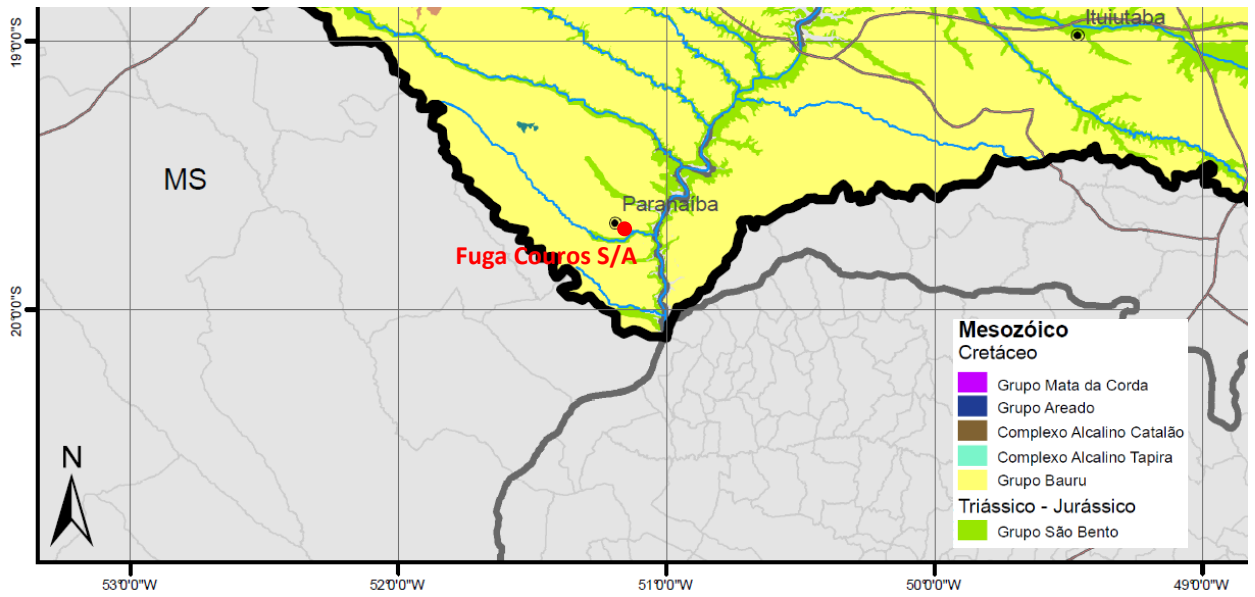 Ituiutaba
19°0'0"S
MS
Paranaíba
Fuga Couros S/A
20°0'0"S
Mesozóico
Cretáceo
Grupo Mata da Corda
Grupo Areado
Complexo Alcalino Catalão
Complexo Alcalino Tapira
Grupo Bauru
Triássico - Jurássico
Grupo São Bento
N
53°0'0"W
52°0'0"W
51°0'0"W
50°0'0"W
49°0'0"W